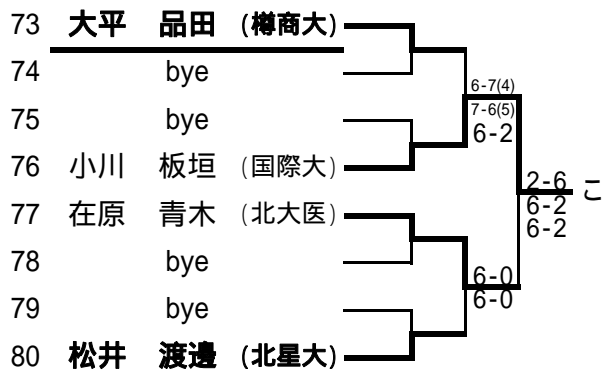 73 大平 品田 (樽商大)
74 bye
75 bye
76 小川 板垣 (国際大)
77 在原 青木 (北大医)
78 bye
79 bye
80 松井 渡邊 (北星大)
6-7(4)
7-6(5)
6-2
2-6
6-2
6-2
こ
6-0
6-0